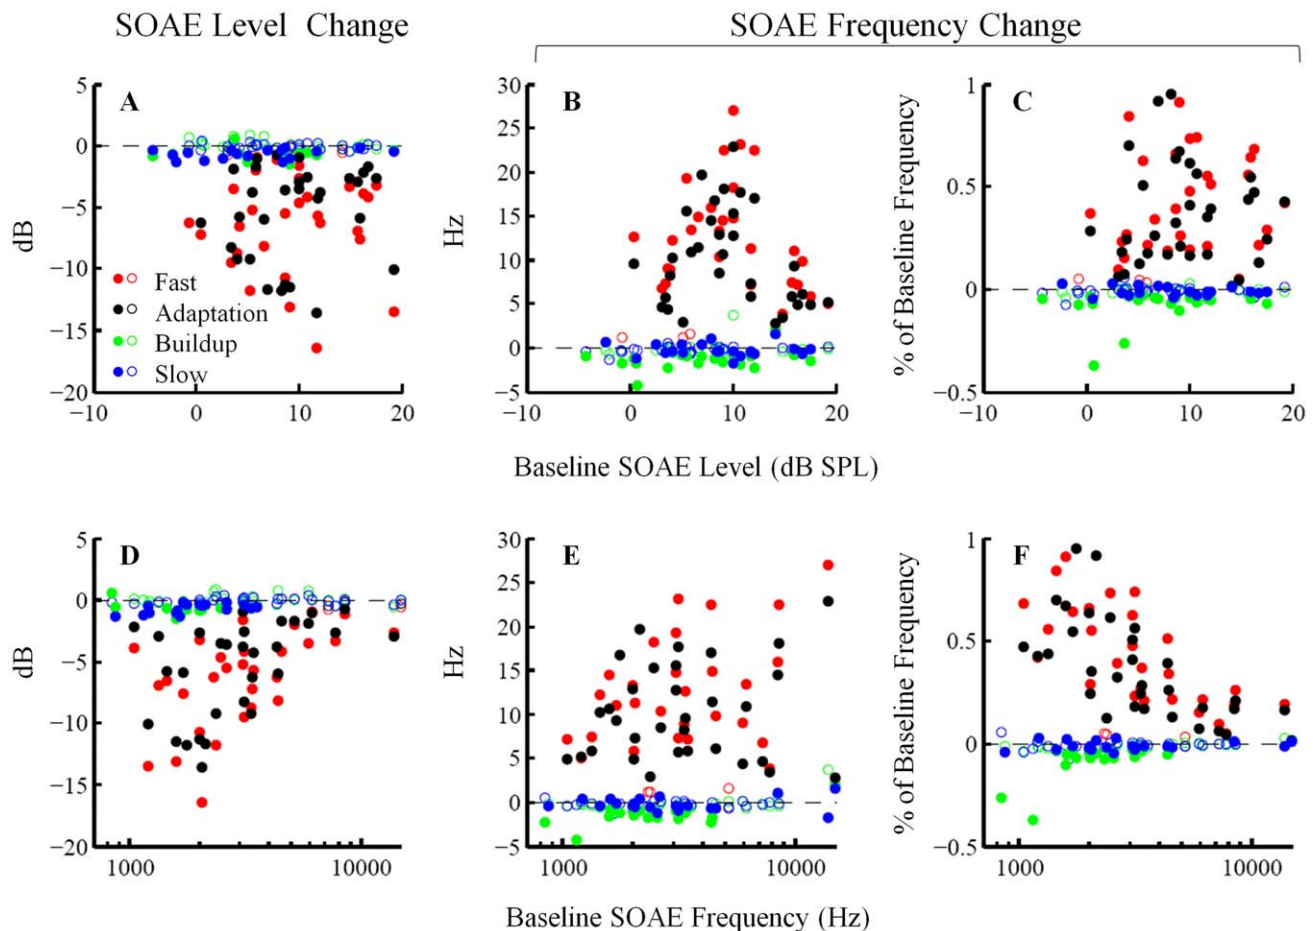 SOAE Level Change
SOAE Frequency Change
A
5
0
−5
−10
−15
−20
dB
−10
0
10
20
Fast
Adaptation
Buildup
Slow
B
30
25
20
15
10
5
0
−5
Hz
−10
0
10
20
C
1
0.5
0
−0.5
% of Baseline Frequency
−10
0
10
20
Baseline SOAE Level (dB SPL)
D
5
0
−5
−10
−15
−20
dB
1000
10000
E
30
25
20
15
10
5
0
−5
Hz
1000
10000
F
1
0.5
0
−0.5
% of Baseline Frequency
1000
10000
Baseline SOAE Frequency (Hz)